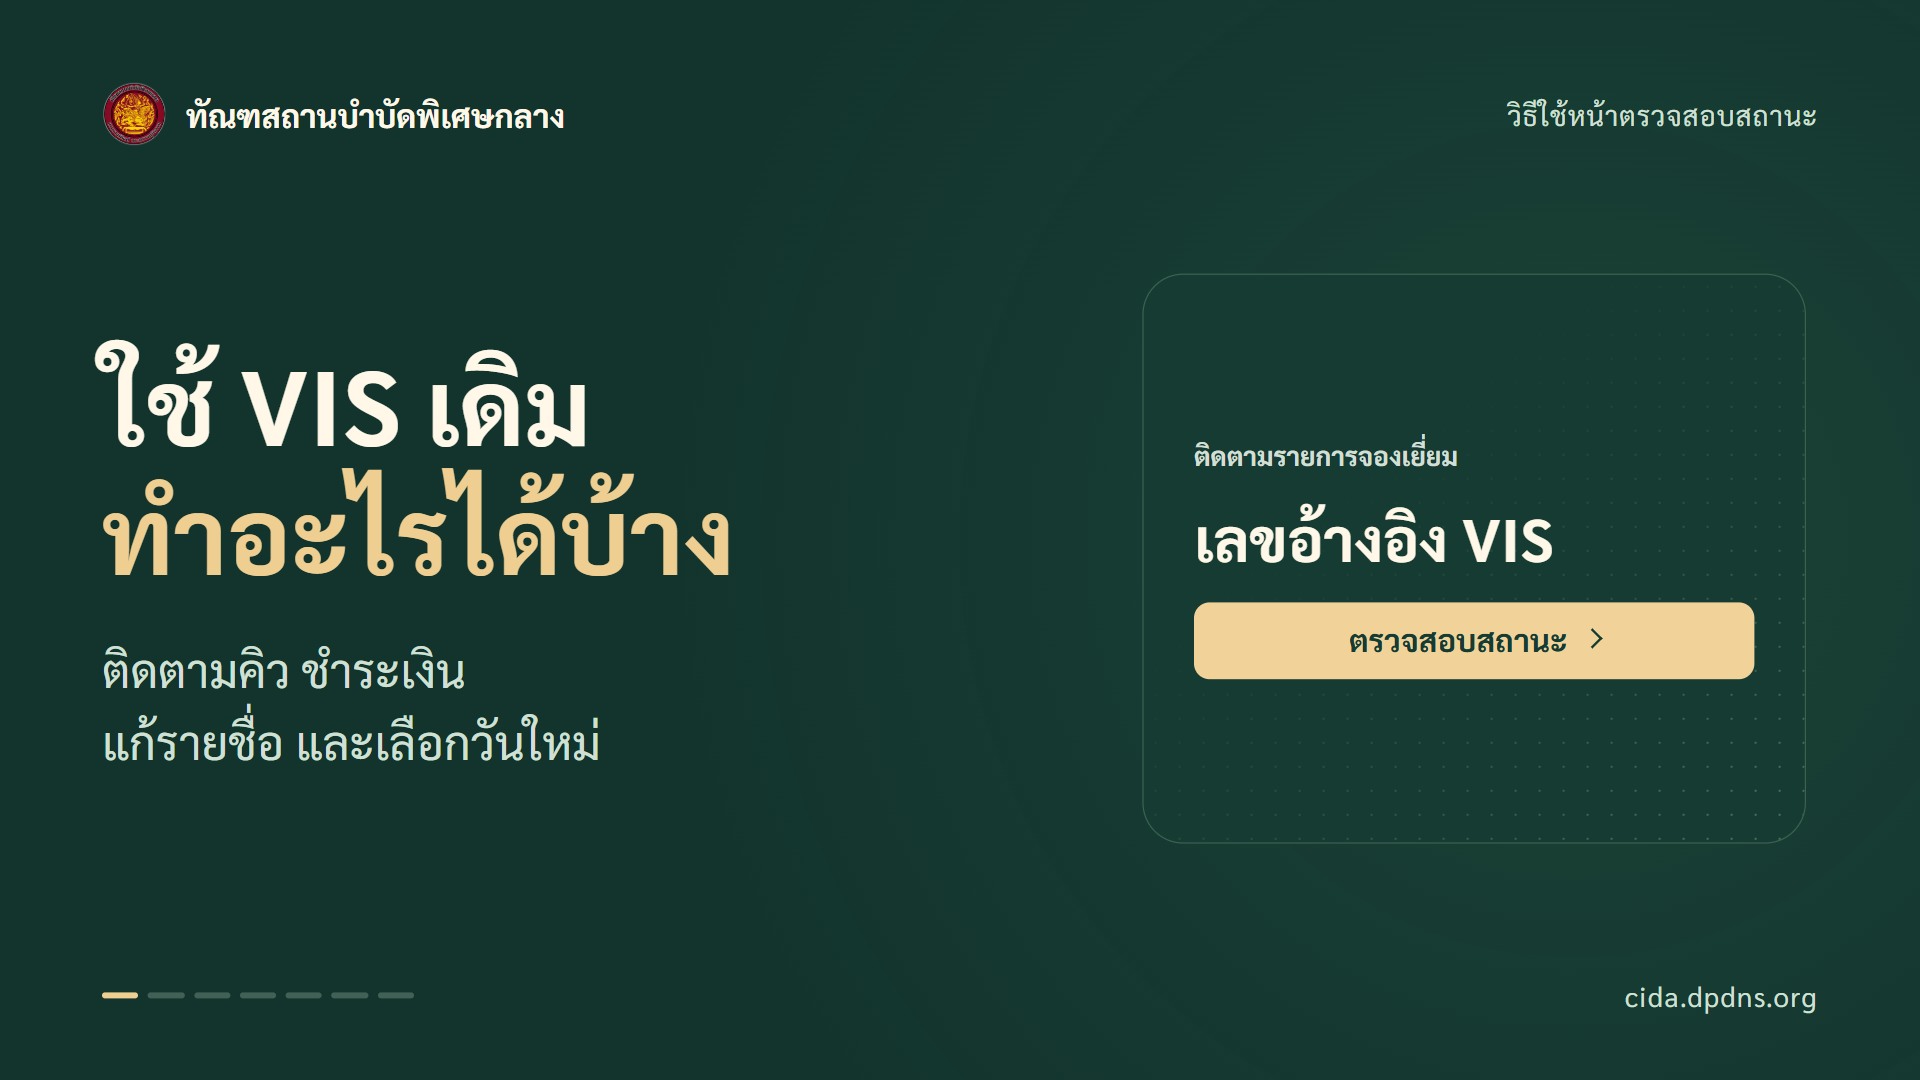 ทัณฑสถานบำบัดพิเศษกลาง
วิธีใช้หน้าตรวจสอบสถานะ
ใช้ VIS เดิม
ทำอะไรได้บ้าง
ติดตามคิว ชำระเงิน
แก้รายชื่อ และเลือกวันใหม่
ติดตามรายการจองเยี่ยม
เลขอ้างอิง VIS
ตรวจสอบสถานะ
cida.dpdns.org